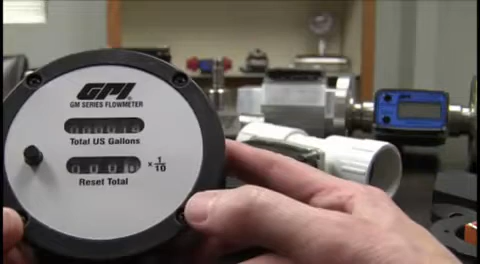 GPI
GM SERIES FLOWMETER
Total US Gallons
× 1/10
Reset Total